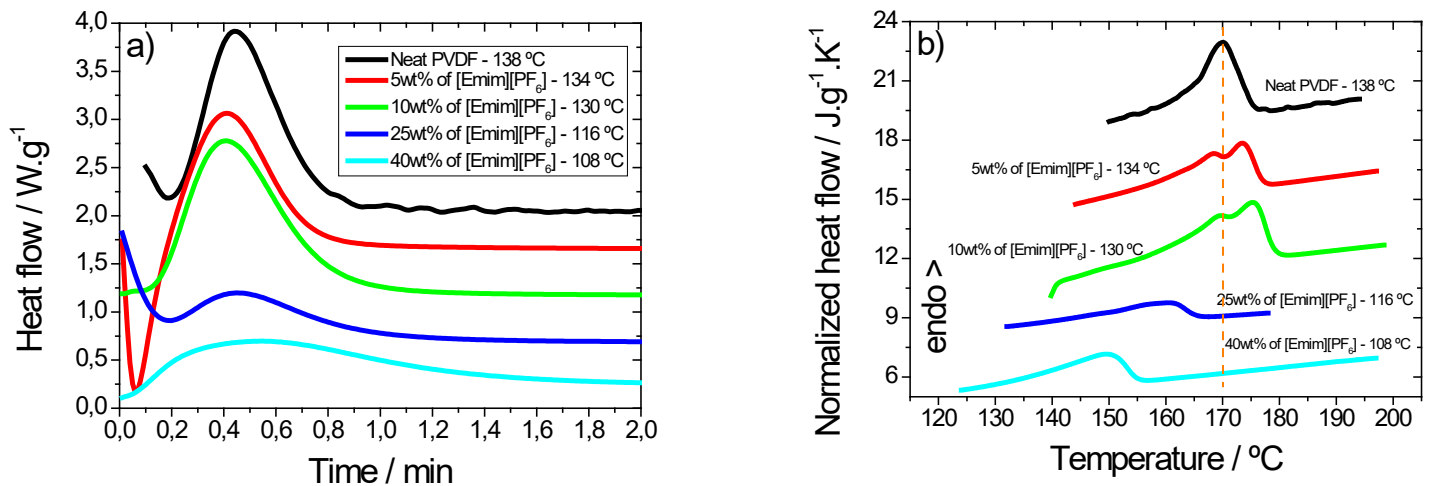 a)
4,0
3,5
3,0
2,5
2,0
1,5
1,0
0,5
0,0
Heat flow / W.g⁻¹
Neat PVDF - 138 ºC
5wt% of [Emim][PF₆] - 134 ºC
10wt% of [Emim][PF₆] - 130 ºC
25wt% of [Emim][PF₆] - 116 ºC
40wt% of [Emim][PF₆] - 108 ºC
0,0 0,2 0,4 0,6 0,8 1,0 1,2 1,4 1,6 1,8 2,0
Time / min
b)
24
21
18
15
12
9
6
Normalized heat flow / J.g⁻¹.K⁻¹
endo >
Neat PVDF - 138 ºC
5wt% of [Emim][PF₆] - 134 ºC
10wt% of [Emim][PF₆] - 130 ºC
25wt% of [Emim][PF₆] - 116 ºC
40wt% of [Emim][PF₆] - 108 ºC
120 130 140 150 160 170 180 190 200
Temperature / ºC